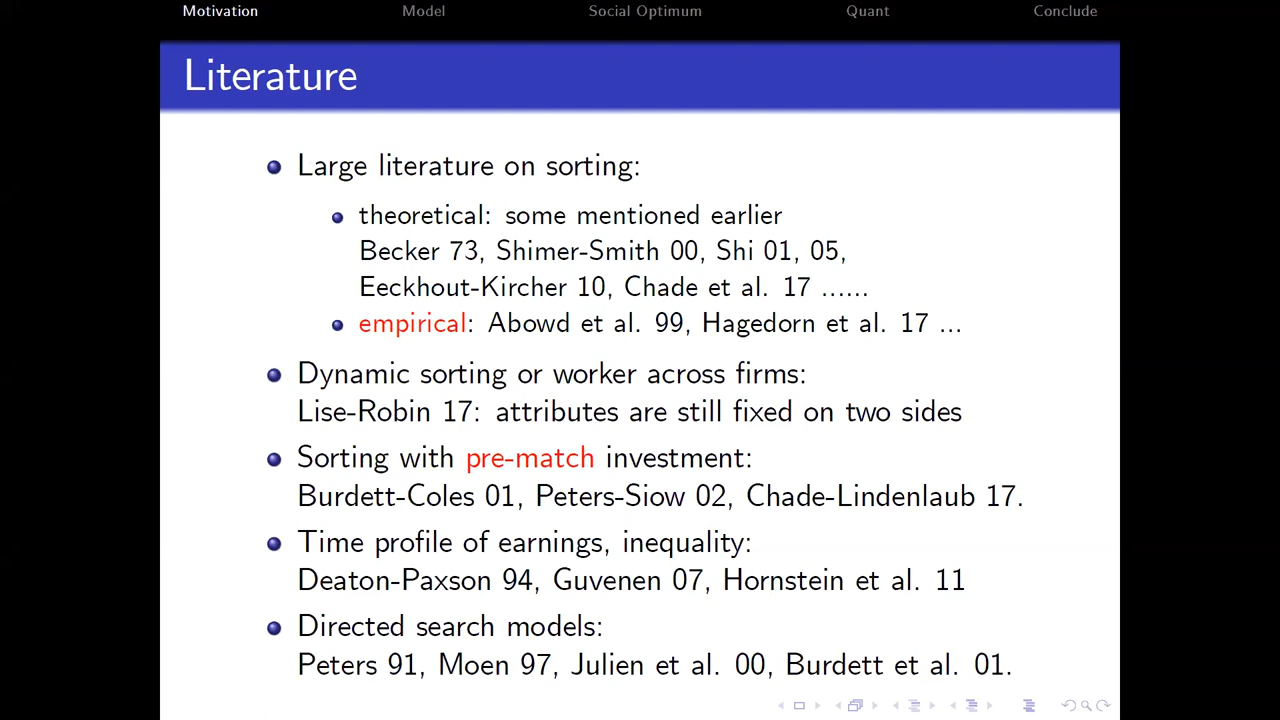 Motivation Model Social Optimum Quant Conclude
Literature
Large literature on sorting:
theoretical: some mentioned earlier
Becker 73, Shimer-Smith 00, Shi 01, 05,
Eeckhout-Kircher 10, Chade et al. 17 ......
empirical: Abowd et al. 99, Hagedorn et al. 17 ...
Dynamic sorting or worker across firms:
Lise-Robin 17: attributes are still fixed on two sides
Sorting with pre-match investment:
Burdett-Coles 01, Peters-Siow 02, Chade-Lindenlaub 17.
Time profile of earnings, inequality:
Deaton-Paxson 94, Guvenen 07, Hornstein et al. 11
Directed search models:
Peters 91, Moen 97, Julien et al. 00, Burdett et al. 01.